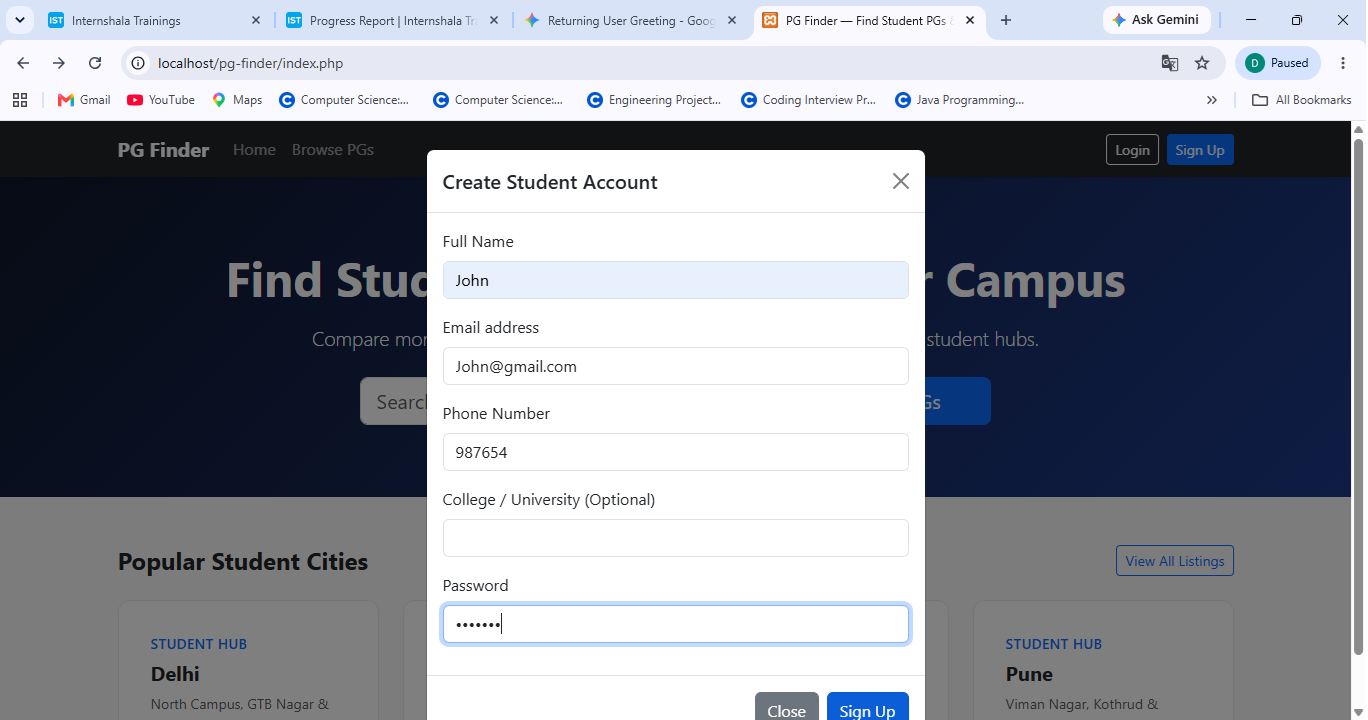 Internshala Trainings
Progress Report | Internshala Tr
Returning User Greeting - Goog
PG Finder — Find Student PGs
Ask Gemini
localhost/pg-finder/index.php
D Paused
Gmail
YouTube
Maps
Computer Science:...
Computer Science:...
Engineering Project...
Coding Interview Pr...
Java Programming...
All Bookmarks
PG Finder
Home
Browse PGs
Login
Sign Up
Create Student Account
Full Name
John
Find Stud
r Campus
Email address
Compare mor
student hubs.
John@gmail.com
Searc
Gs
Phone Number
987654
College / University (Optional)
Popular Student Cities
View All Listings
Password
•••••••
STUDENT HUB
STUDENT HUB
Delhi
Pune
North Campus, GTB Nagar &
Viman Nagar, Kothrud &
Close
Sign Up